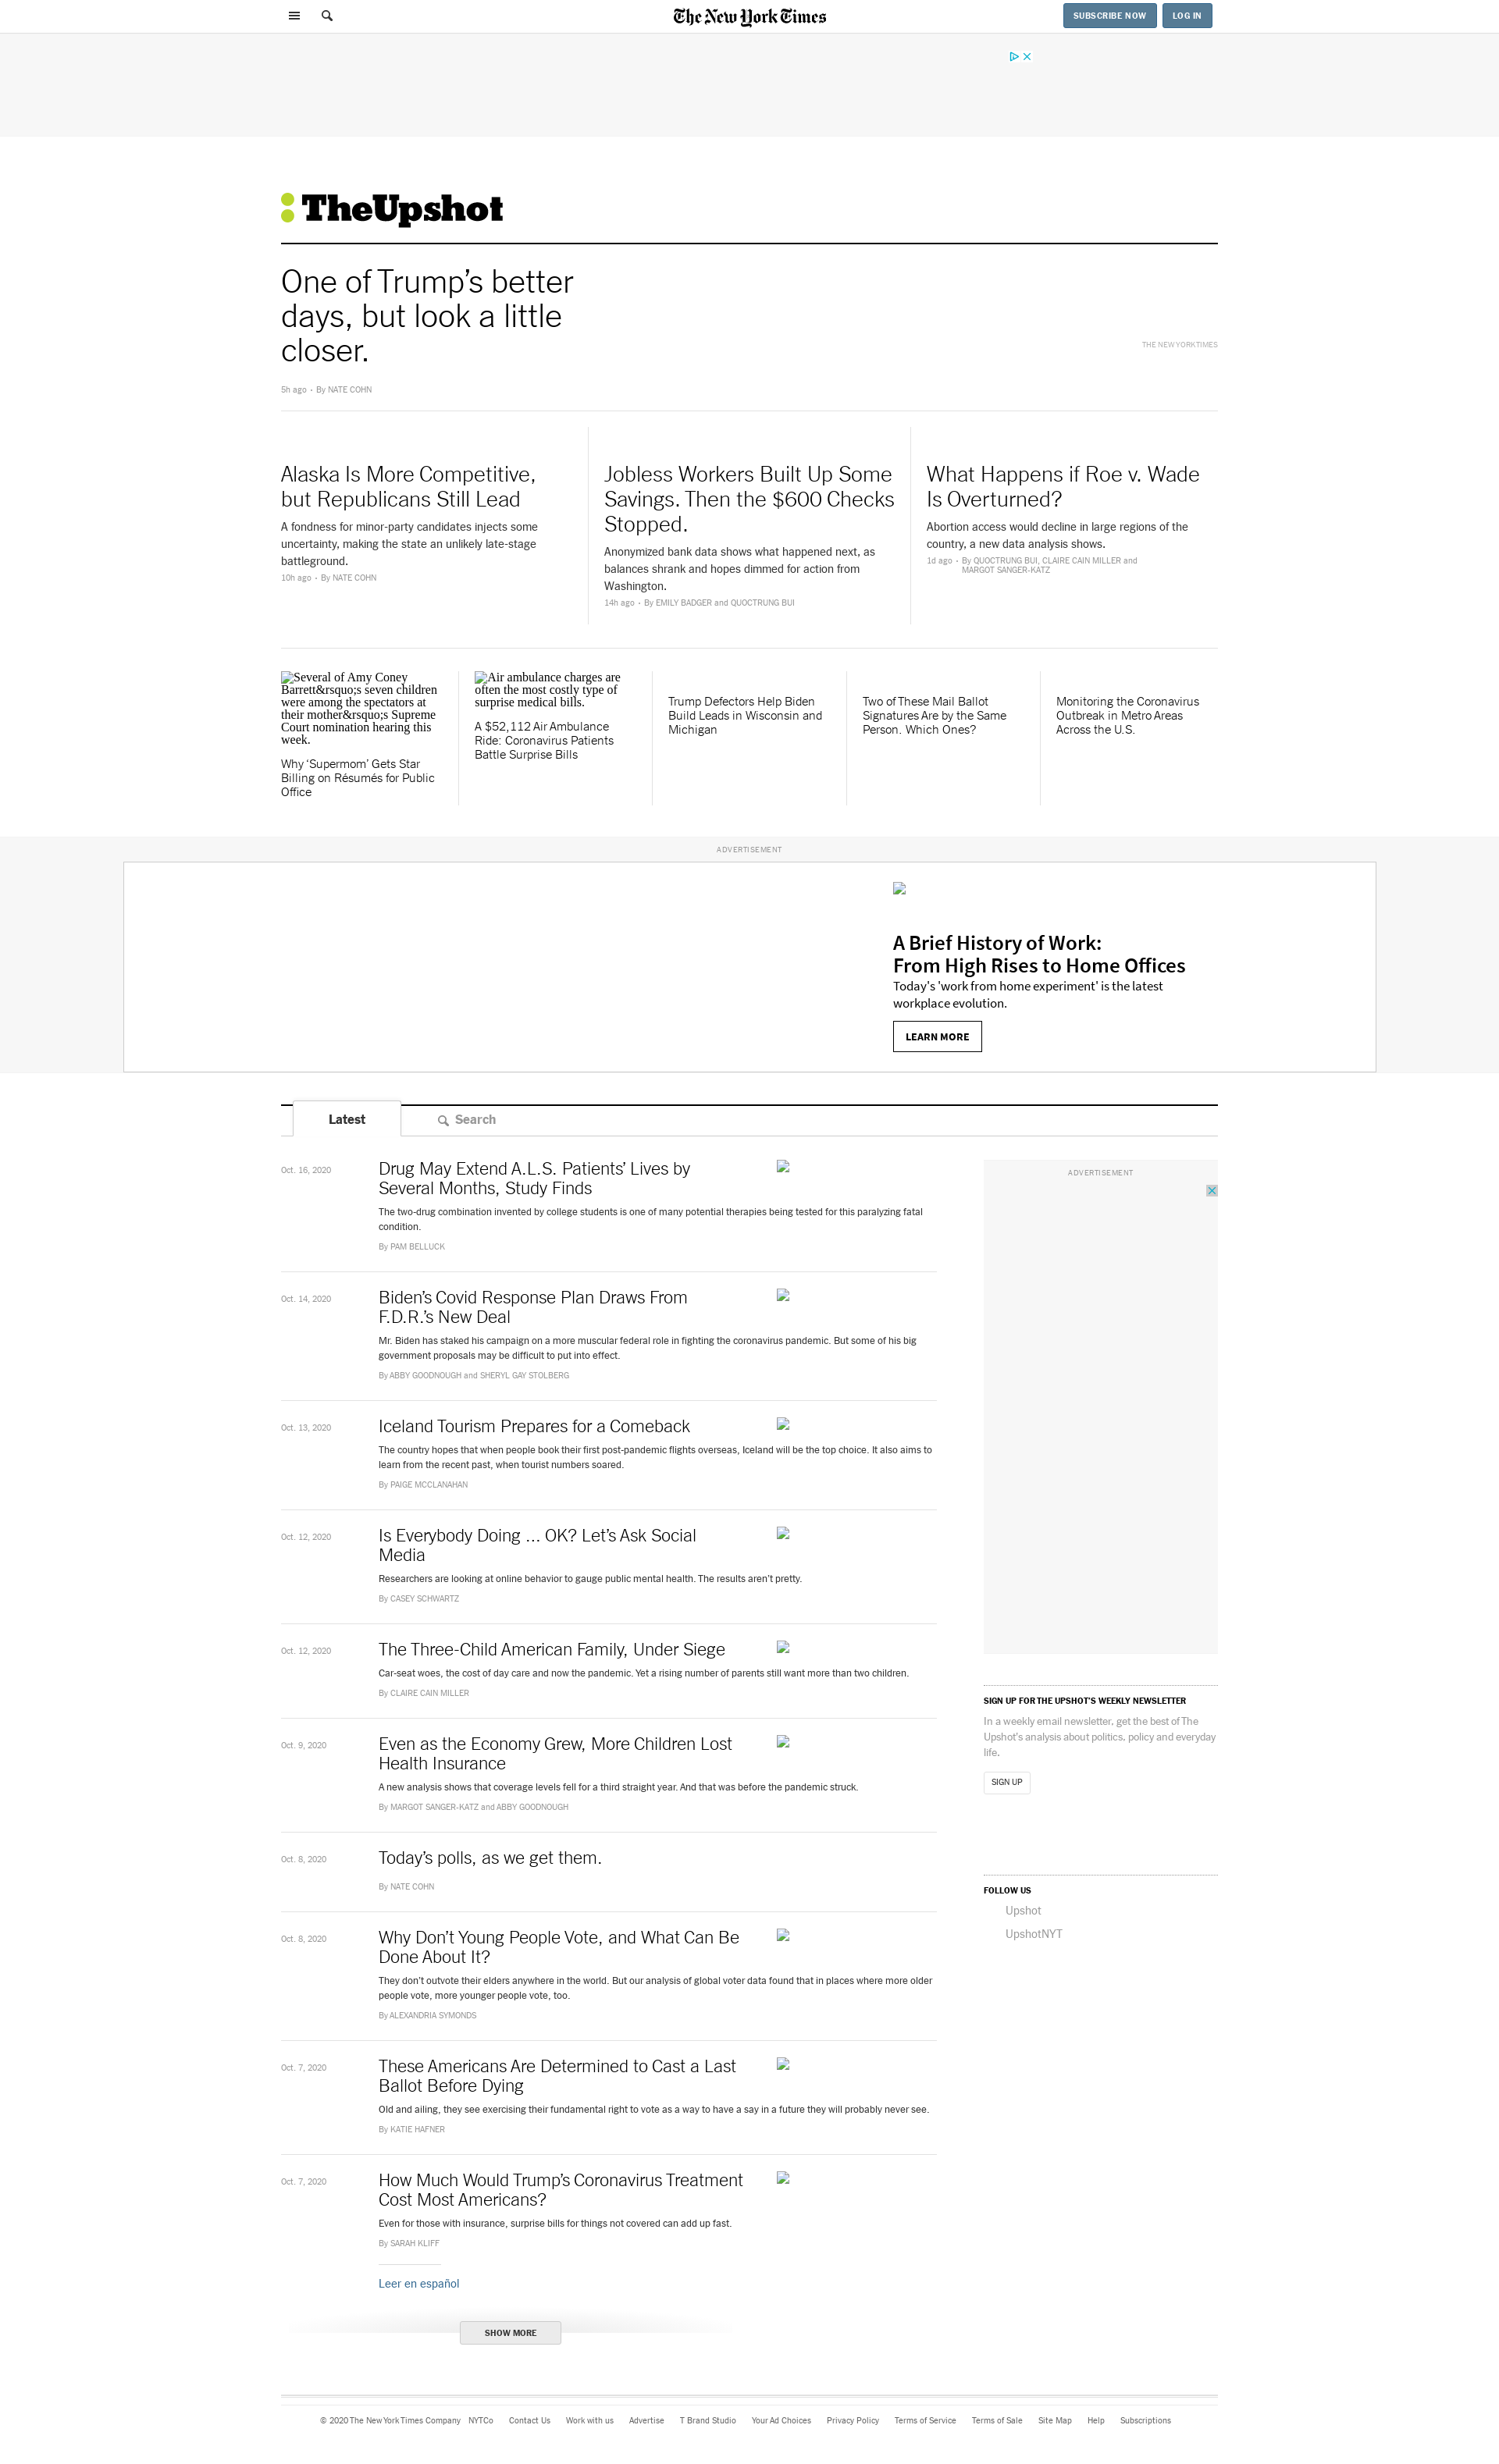 The New York Times
SUBSCRIBE NOW
LOG IN
TheUpshot
One of Trump’s better
days, but look a little
closer.
5h ago • By NATE COHN
THE NEW YORK TIMES
Alaska Is More Competitive,
but Republicans Still Lead
A fondness for minor-party candidates injects some
uncertainty, making the state an unlikely late-stage
battleground.
10h ago • By NATE COHN
Jobless Workers Built Up Some
Savings. Then the $600 Checks
Stopped.
Anonymized bank data shows what happened next, as
balances shrank and hopes dimmed for action from
Washington.
14h ago • By EMILY BADGER and QUOCTRUNG BUI
What Happens if Roe v. Wade
Is Overturned?
Abortion access would decline in large regions of the
country, a new data analysis shows.
1d ago • By QUOCTRUNG BUI, CLAIRE CAIN MILLER and
MARGOT SANGER-KATZ
Several of Amy Coney
Barrett&rsquo;s seven children
were among the spectators at
their mother&rsquo;s Supreme
Court nomination hearing this
week.
Why ‘Supermom’ Gets Star
Billing on Résumés for Public
Office
Air ambulance charges are
often the most costly type of
surprise medical bills.
A $52,112 Air Ambulance
Ride: Coronavirus Patients
Battle Surprise Bills
Trump Defectors Help Biden
Build Leads in Wisconsin and
Michigan
Two of These Mail Ballot
Signatures Are by the Same
Person. Which Ones?
Monitoring the Coronavirus
Outbreak in Metro Areas
Across the U.S.
ADVERTISEMENT
A Brief History of Work:
From High Rises to Home Offices
Today's 'work from home experiment' is the latest
workplace evolution.
LEARN MORE
Latest
Search
Oct. 16, 2020
Drug May Extend A.L.S. Patients’ Lives by
Several Months, Study Finds
The two-drug combination invented by college students is one of many potential therapies being tested for this paralyzing fatal
condition.
By PAM BELLUCK
Oct. 14, 2020
Biden’s Covid Response Plan Draws From
F.D.R.’s New Deal
Mr. Biden has staked his campaign on a more muscular federal role in fighting the coronavirus pandemic. But some of his big
government proposals may be difficult to put into effect.
By ABBY GOODNOUGH and SHERYL GAY STOLBERG
Oct. 13, 2020
Iceland Tourism Prepares for a Comeback
The country hopes that when people book their first post-pandemic flights overseas, Iceland will be the top choice. It also aims to
learn from the recent past, when tourist numbers soared.
By PAIGE MCCLANAHAN
Oct. 12, 2020
Is Everybody Doing ... OK? Let’s Ask Social
Media
Researchers are looking at online behavior to gauge public mental health. The results aren’t pretty.
By CASEY SCHWARTZ
Oct. 12, 2020
The Three-Child American Family, Under Siege
Car-seat woes, the cost of day care and now the pandemic. Yet a rising number of parents still want more than two children.
By CLAIRE CAIN MILLER
Oct. 9, 2020
Even as the Economy Grew, More Children Lost
Health Insurance
A new analysis shows that coverage levels fell for a third straight year. And that was before the pandemic struck.
By MARGOT SANGER-KATZ and ABBY GOODNOUGH
Oct. 8, 2020
Today’s polls, as we get them.
By NATE COHN
Oct. 8, 2020
Why Don’t Young People Vote, and What Can Be
Done About It?
They don’t outvote their elders anywhere in the world. But our analysis of global voter data found that in places where more older
people vote, more younger people vote, too.
By ALEXANDRIA SYMONDS
Oct. 7, 2020
These Americans Are Determined to Cast a Last
Ballot Before Dying
Old and ailing, they see exercising their fundamental right to vote as a way to have a say in a future they will probably never see.
By KATIE HAFNER
Oct. 7, 2020
How Much Would Trump’s Coronavirus Treatment
Cost Most Americans?
Even for those with insurance, surprise bills for things not covered can add up fast.
By SARAH KLIFF
Leer en español
SHOW MORE
ADVERTISEMENT
SIGN UP FOR THE UPSHOT'S WEEKLY NEWSLETTER
In a weekly email newsletter, get the best of The
Upshot's analysis about politics, policy and everyday
life.
SIGN UP
FOLLOW US
Upshot
UpshotNYT
© 2020 The New York Times Company NYTCo Contact Us Work with us Advertise T Brand Studio Your Ad Choices Privacy Policy Terms of Service Terms of Sale Site Map Help Subscriptions